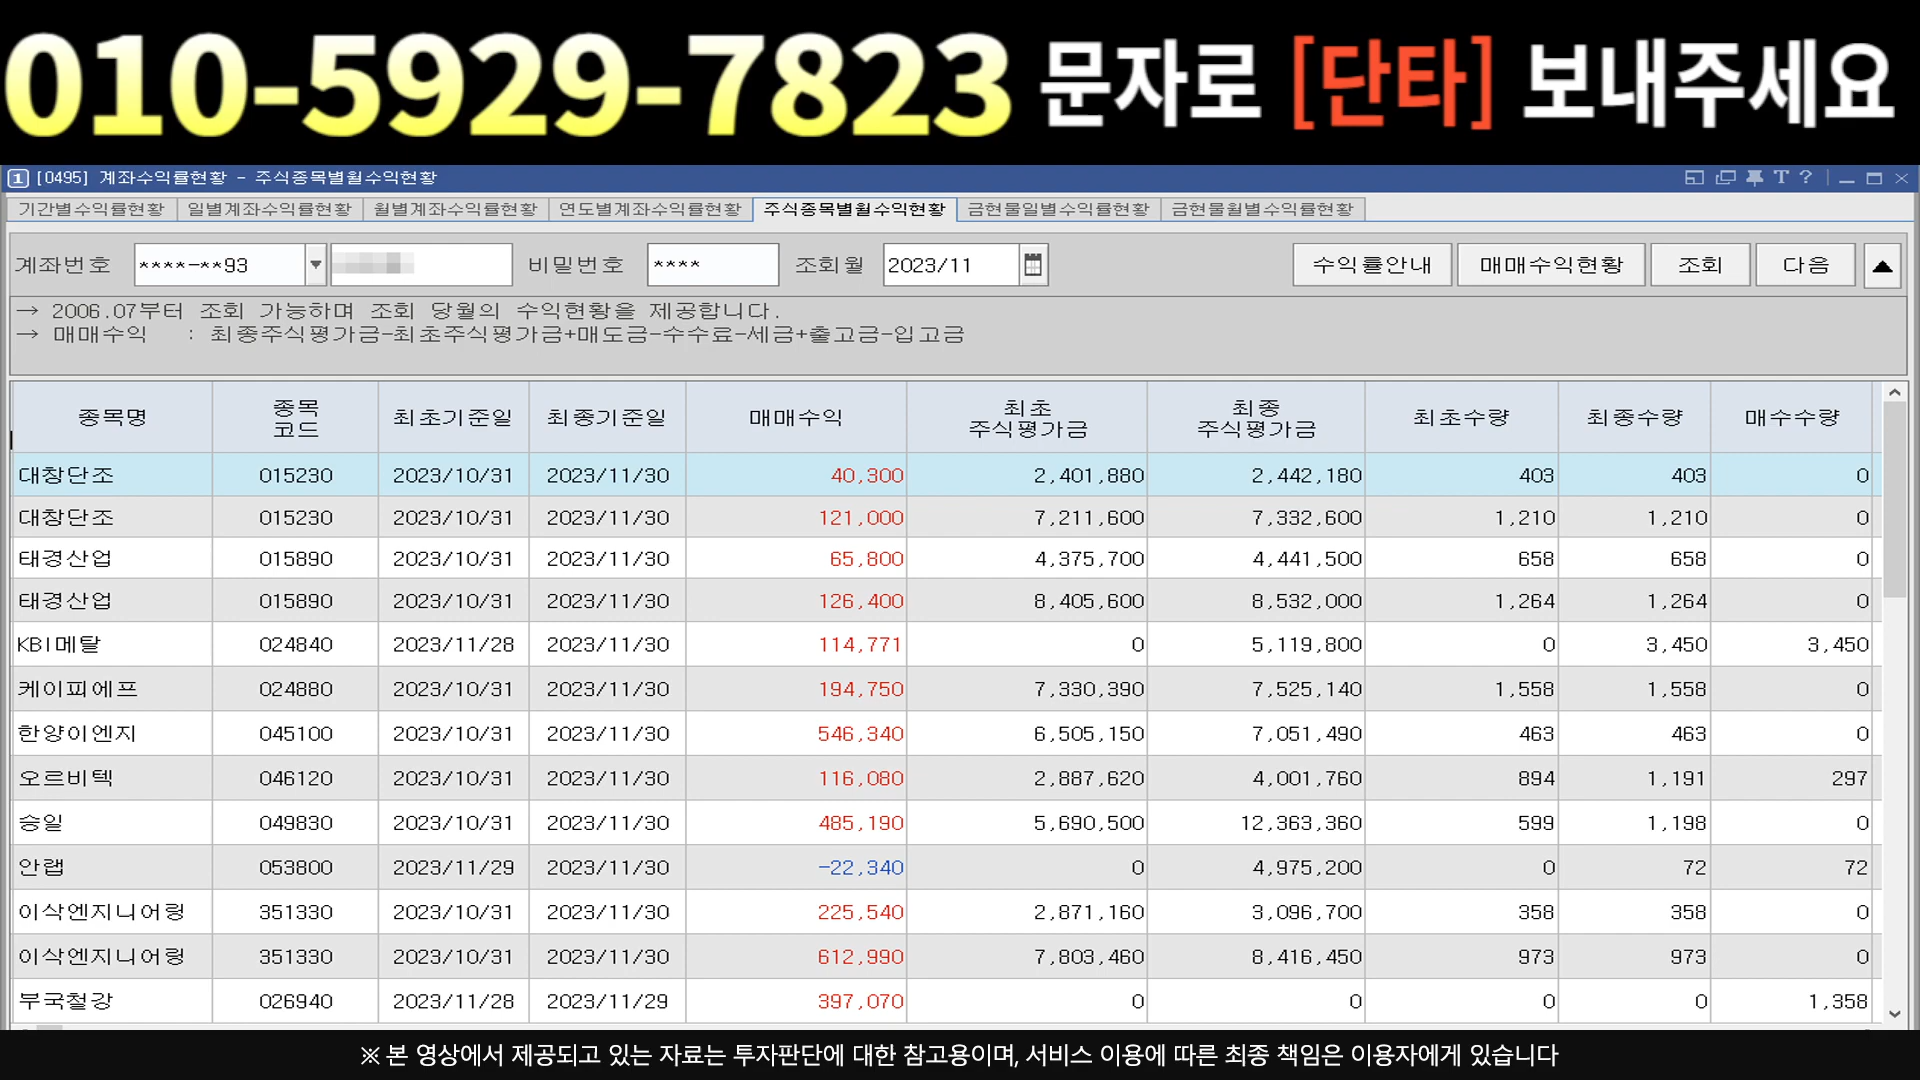 010-5929-7823 문자로 [단타] 보내주세요
1 [0495] 계좌수익률현황 - 주식종목별월수익현황 T ?
기간별수익률현황 일별계좌수익률현황 월별계좌수익률현황 연도별계좌수익률현황 주식종목별월수익현황 금현물일별수익률현황 금현물월별수익률현황
계좌번호 ****-**93 비밀번호 **** 조회월 2023/11 수익률안내 매매수익현황 조회 다음 ▲
→ 2006.07부터 조회 가능하며 조회 당월의 수익현황을 제공합니다.
→ 매매수익 : 최종주식평가금-최초주식평가금+매도금-수수료-세금+출고금-입고금
종목명 종목코드 최초기준일 최종기준일 매매수익 최초주식평가금 최종주식평가금 최초수량 최종수량 매수수량
대창단조 015230 2023/10/31 2023/11/30 40,300 2,401,880 2,442,180 403 403 0
대창단조 015230 2023/10/31 2023/11/30 121,000 7,211,600 7,332,600 1,210 1,210 0
태경산업 015890 2023/10/31 2023/11/30 65,800 4,375,700 4,441,500 658 658 0
태경산업 015890 2023/10/31 2023/11/30 126,400 8,405,600 8,532,000 1,264 1,264 0
KBI메탈 024840 2023/11/28 2023/11/30 114,771 0 5,119,800 0 3,450 3,450
케이피에프 024880 2023/10/31 2023/11/30 194,750 7,330,390 7,525,140 1,558 1,558 0
한양이엔지 045100 2023/10/31 2023/11/30 546,340 6,505,150 7,051,490 463 463 0
오르비텍 046120 2023/10/31 2023/11/30 116,080 2,887,620 4,001,760 894 1,191 297
승일 049830 2023/10/31 2023/11/30 485,190 5,690,500 12,363,360 599 1,198 0
안랩 053800 2023/11/29 2023/11/30 -22,340 0 4,975,200 0 72 72
이삭엔지니어링 351330 2023/10/31 2023/11/30 225,540 2,871,160 3,096,700 358 358 0
이삭엔지니어링 351330 2023/10/31 2023/11/30 612,990 7,803,460 8,416,450 973 973 0
부국철강 026940 2023/11/28 2023/11/29 397,070 0 0 0 0 1,358
※ 본 영상에서 제공되고 있는 자료는 투자판단에 대한 참고용이며, 서비스 이용에 따른 최종 책임은 이용자에게 있습니다